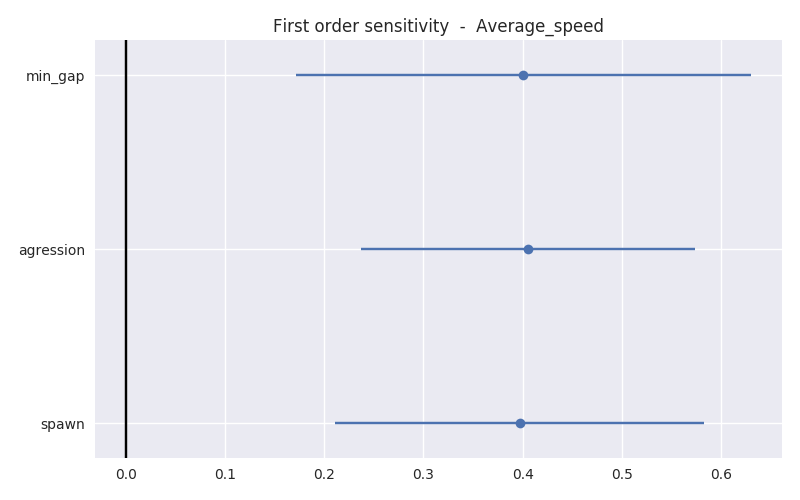 First order sensitivity  -  Average_speed
min_gap
agression
spawn
0.0 0.1 0.2 0.3 0.4 0.5 0.6